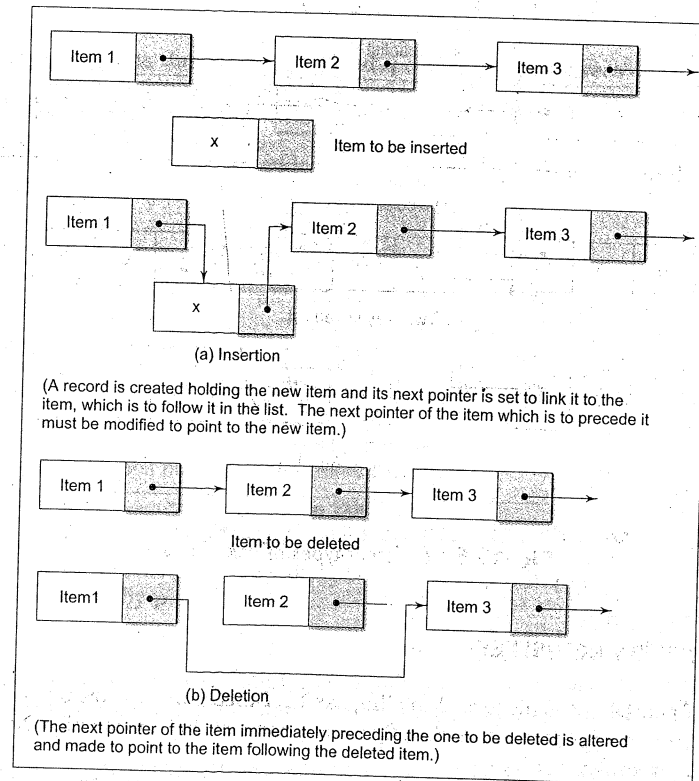 Item 1 Item 2 Item 3
x Item to be inserted
Item 1 Item 2 Item 3
x
(a) Insertion
(A record is created holding the new item and its next pointer is set to link it to the
item, which is to follow it in the list. The next pointer of the item which is to precede it
must be modified to point to the new item.)
Item 1 Item 2 Item 3
Item to be deleted
Item1 Item 2 Item 3
(b) Deletion
(The next pointer of the item immediately preceding the one to be deleted is altered
and made to point to the item following the deleted item.)